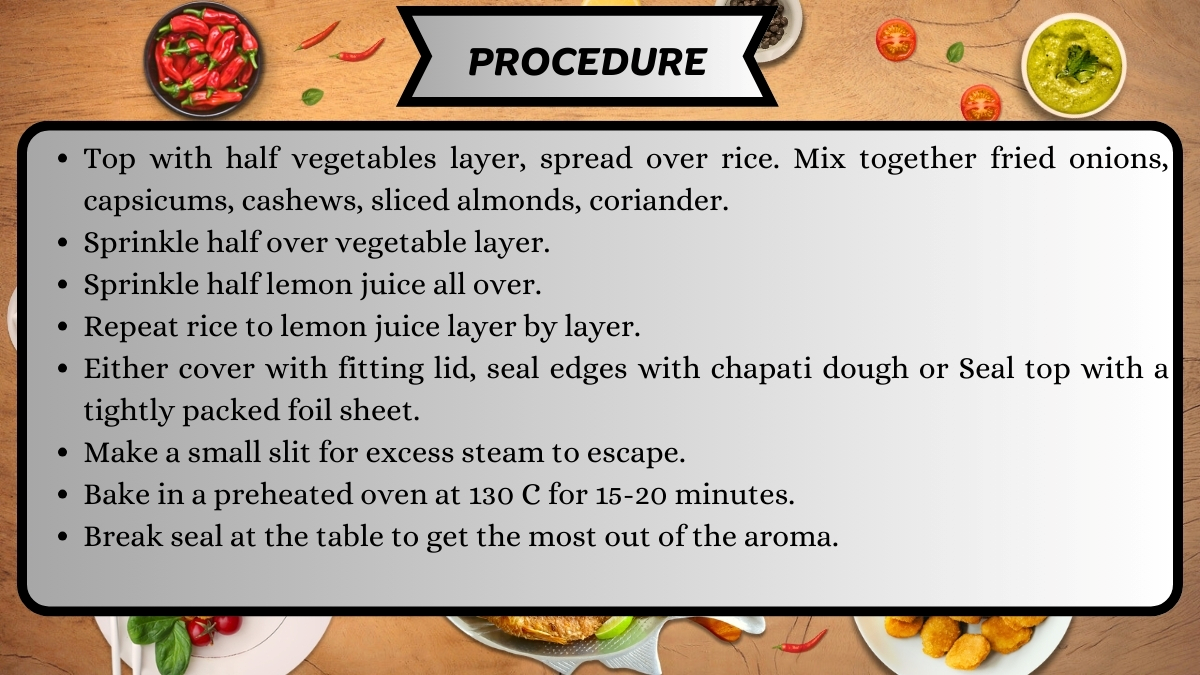 PROCEDURE
• Top with half vegetables layer, spread over rice. Mix together fried onions,
capsicums, cashews, sliced almonds, coriander.
• Sprinkle half over vegetable layer.
• Sprinkle half lemon juice all over.
• Repeat rice to lemon juice layer by layer.
• Either cover with fitting lid, seal edges with chapati dough or Seal top with a
tightly packed foil sheet.
• Make a small slit for excess steam to escape.
• Bake in a preheated oven at 130 C for 15-20 minutes.
• Break seal at the table to get the most out of the aroma.